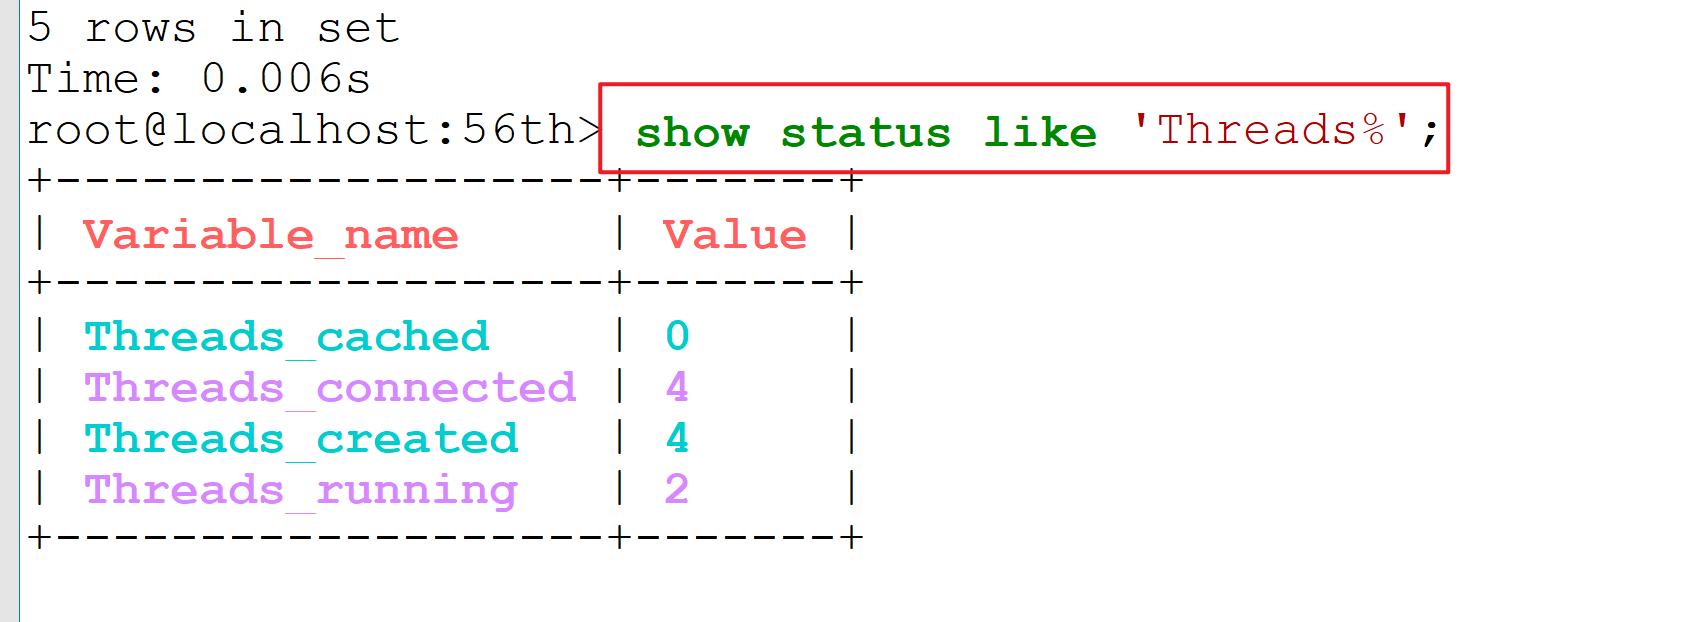 5 rows in set
Time: 0.006s
root@localhost:56th> show status like 'Threads%';
+-------------------+-------+
| Variable_name     | Value |
+-------------------+-------+
| Threads_cached    | 0     |
| Threads_connected | 4     |
| Threads_created   | 4     |
| Threads_running   | 2     |
+-------------------+-------+